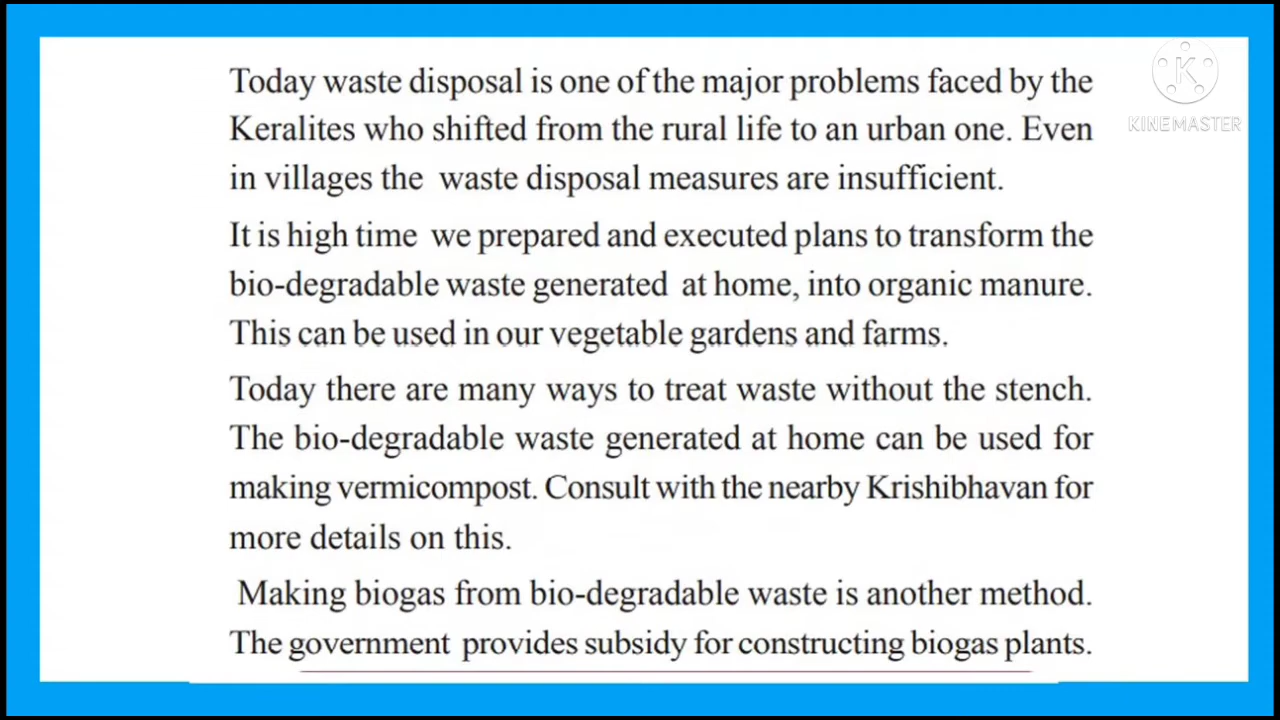 Today waste disposal is one of the major problems faced by the
Keralites who shifted from the rural life to an urban one. Even
in villages the waste disposal measures are insufficient.
It is high time we prepared and executed plans to transform the
bio-degradable waste generated at home, into organic manure.
This can be used in our vegetable gardens and farms.
Today there are many ways to treat waste without the stench.
The bio-degradable waste generated at home can be used for
making vermicompost. Consult with the nearby Krishibhavan for
more details on this.
Making biogas from bio-degradable waste is another method.
The government provides subsidy for constructing biogas plants.
K
KINEMASTER